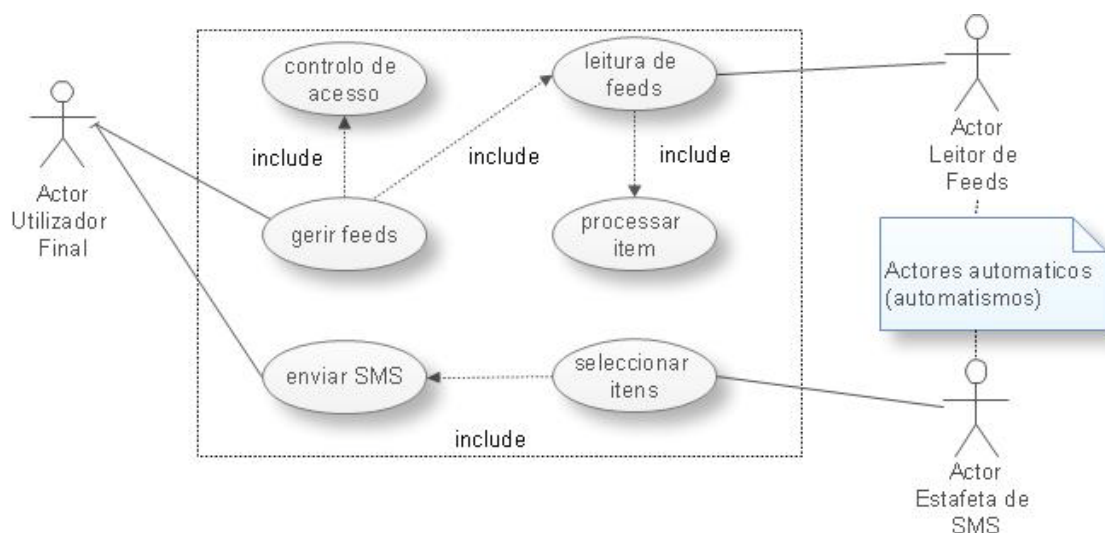 controlo de
acesso
leitura de
feeds
Actor
Leitor de
Feeds
Actor
Utilizador
Final
include
include
include
gerir feeds
processar
item
Actores automaticos
(automatismos)
enviar SMS
seleccionar
itens
include
Actor
Estafeta de
SMS